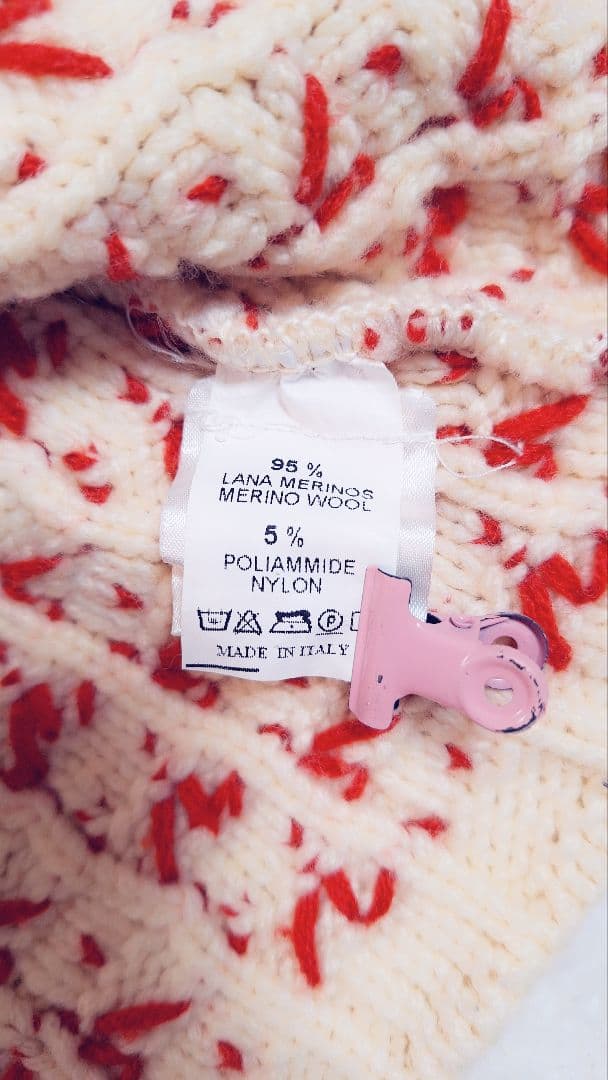 95 %
LANA MERINOS
MERINO WOOL
5 %
POLIAMMIDE
NYLON
P
MADE IN ITALY